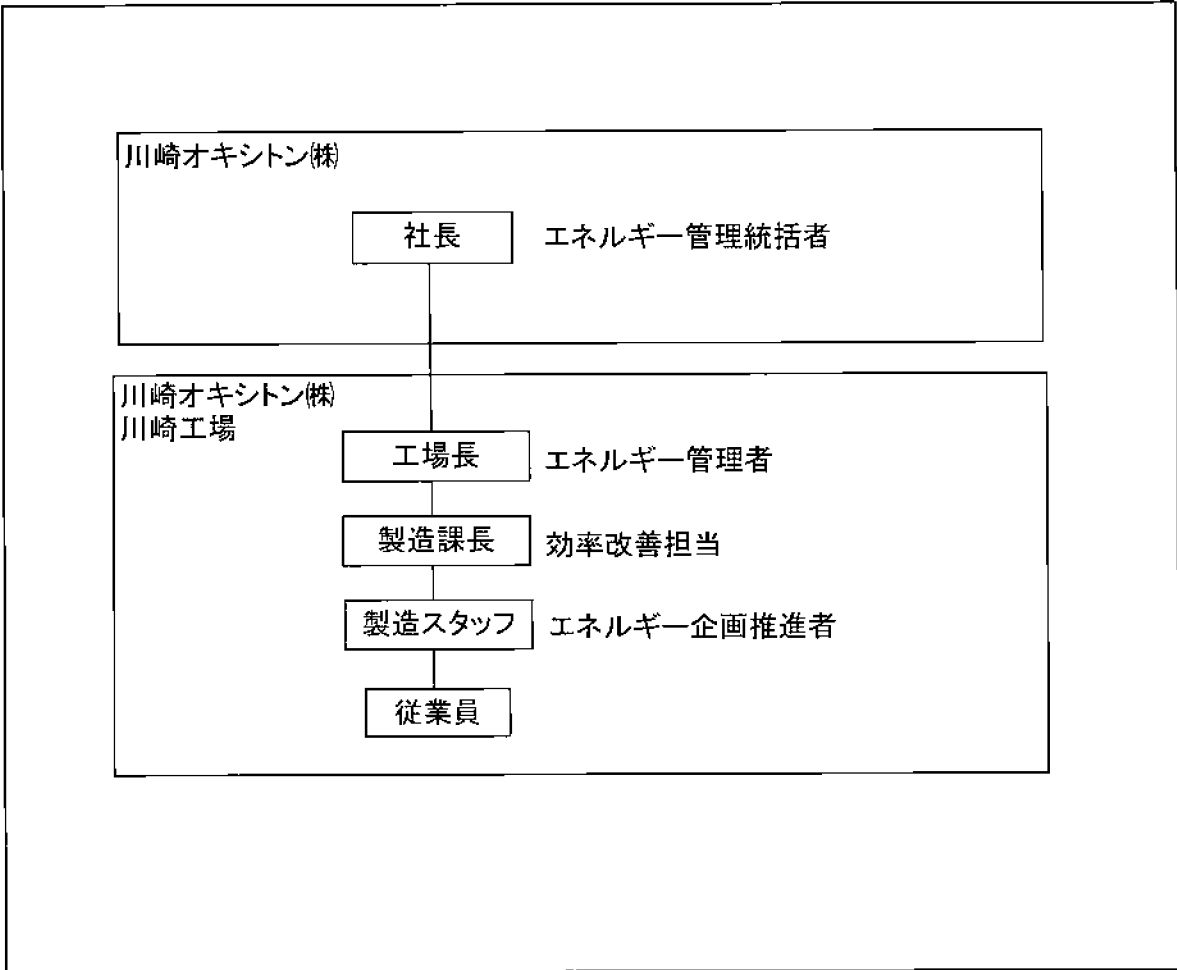 川崎オキシトン㈱
社長 エネルギー管理統括者
川崎オキシトン㈱
川崎工場
工場長 エネルギー管理者
製造課長 効率改善担当
製造スタッフ エネルギー企画推進者
従業員